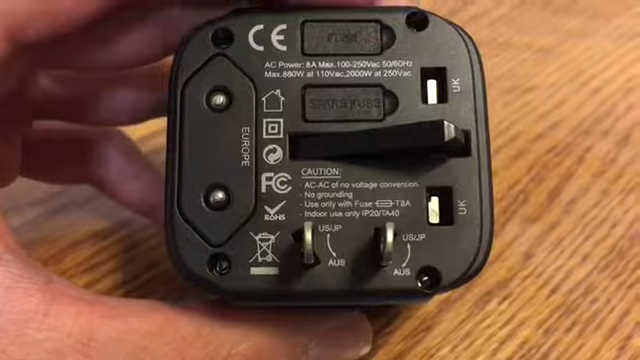 CE
FUSE
AC Power: 8A Max.100-250Vac 50/60Hz
Max.880W at 110Vac,2000W at 250Vac
UK
SPARE FUSE
EUROPE
FC
CAUTION:
- AC-AC of no voltage conversion
- No grounding
- Use only with Fuse T8A
- Indoor use only IP20/TA40
RoHS
UK
US/JP
AUS
US/JP
AUS